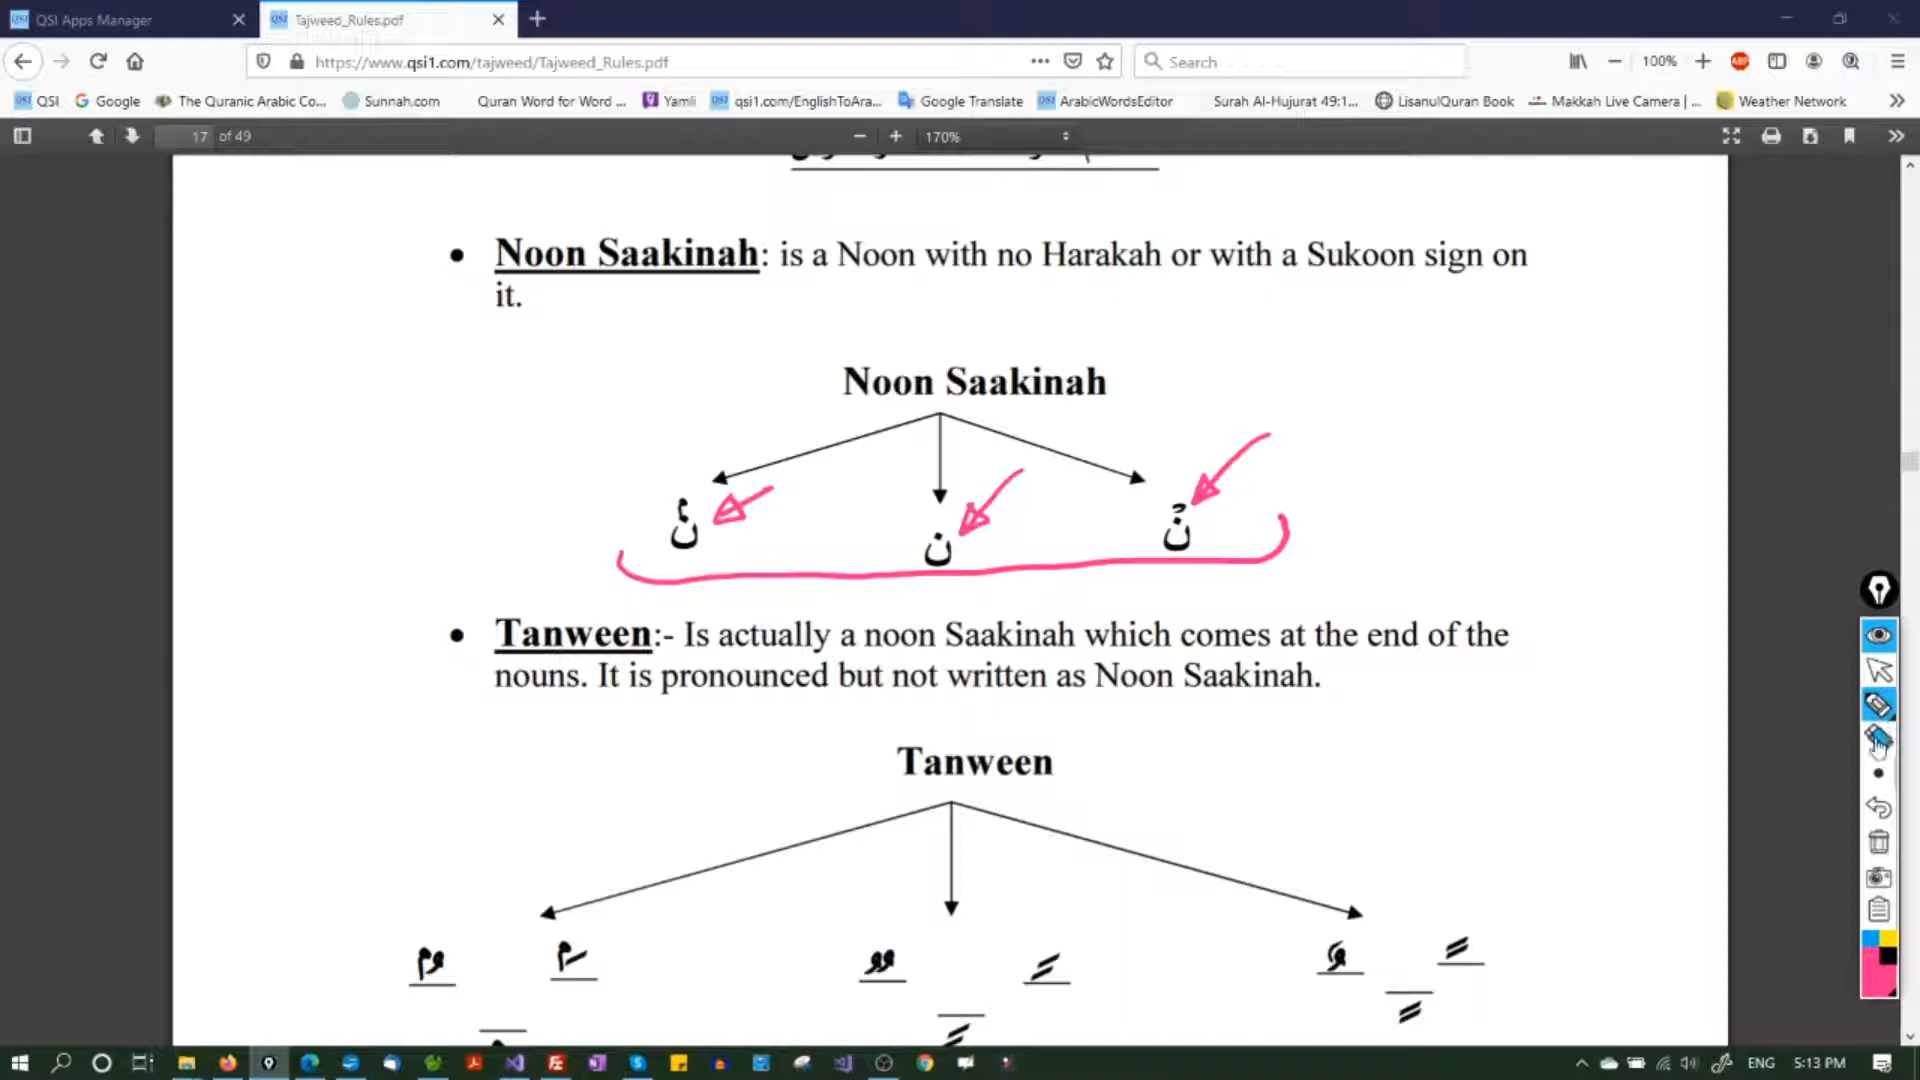 QSI Apps Manager
Tajweed_Rules.pdf
https://www.qsi1.com/tajweed/Tajweed_Rules.pdf
Search
100%
QSI
Google
The Quranic Arabic Co...
Sunnah.com
Quran Word for Word ...
Yamli
qsi1.com/EnglishToAra...
Google Translate
ArabicWordsEditor
Surah Al-Hujurat 49:1...
LisanulQuran Book
Makkah Live Camera | ...
Weather Network
17 of 49
170%
• Noon Saakinah: is a Noon with no Harakah or with a Sukoon sign on
it.
Noon Saakinah
ن
• Tanween:- Is actually a noon Saakinah which comes at the end of the
nouns. It is pronounced but not written as Noon Saakinah.
Tanween
ENG
5:13 PM